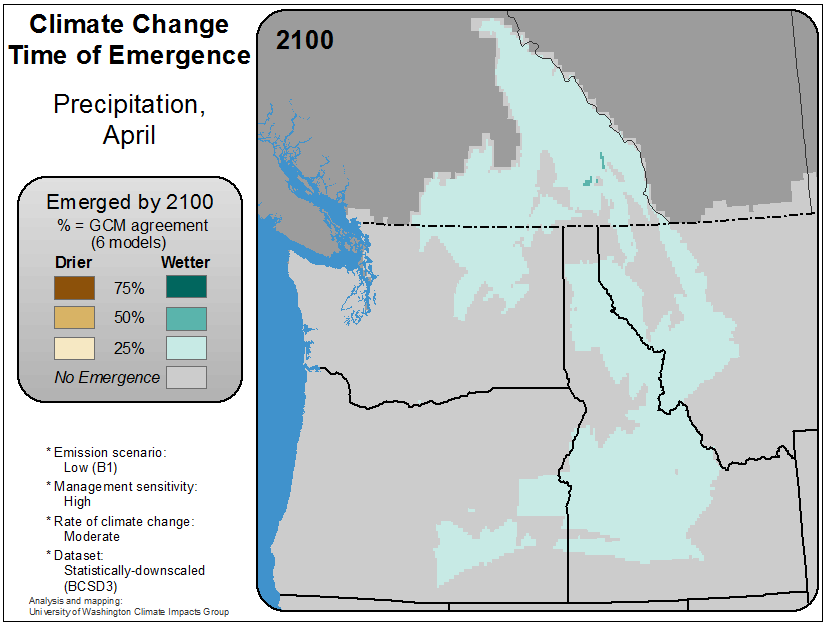 Climate Change
Time of Emergence
Precipitation,
April
Emerged by 2100
% = GCM agreement
(6 models)
Drier Wetter
75%
50%
25%
No Emergence
* Emission scenario:
Low (B1)
* Management sensitivity:
High
* Rate of climate change:
Moderate
* Dataset:
Statistically-downscaled
(BCSD3)
Analysis and mapping:
University of Washington Climate Impacts Group
2100